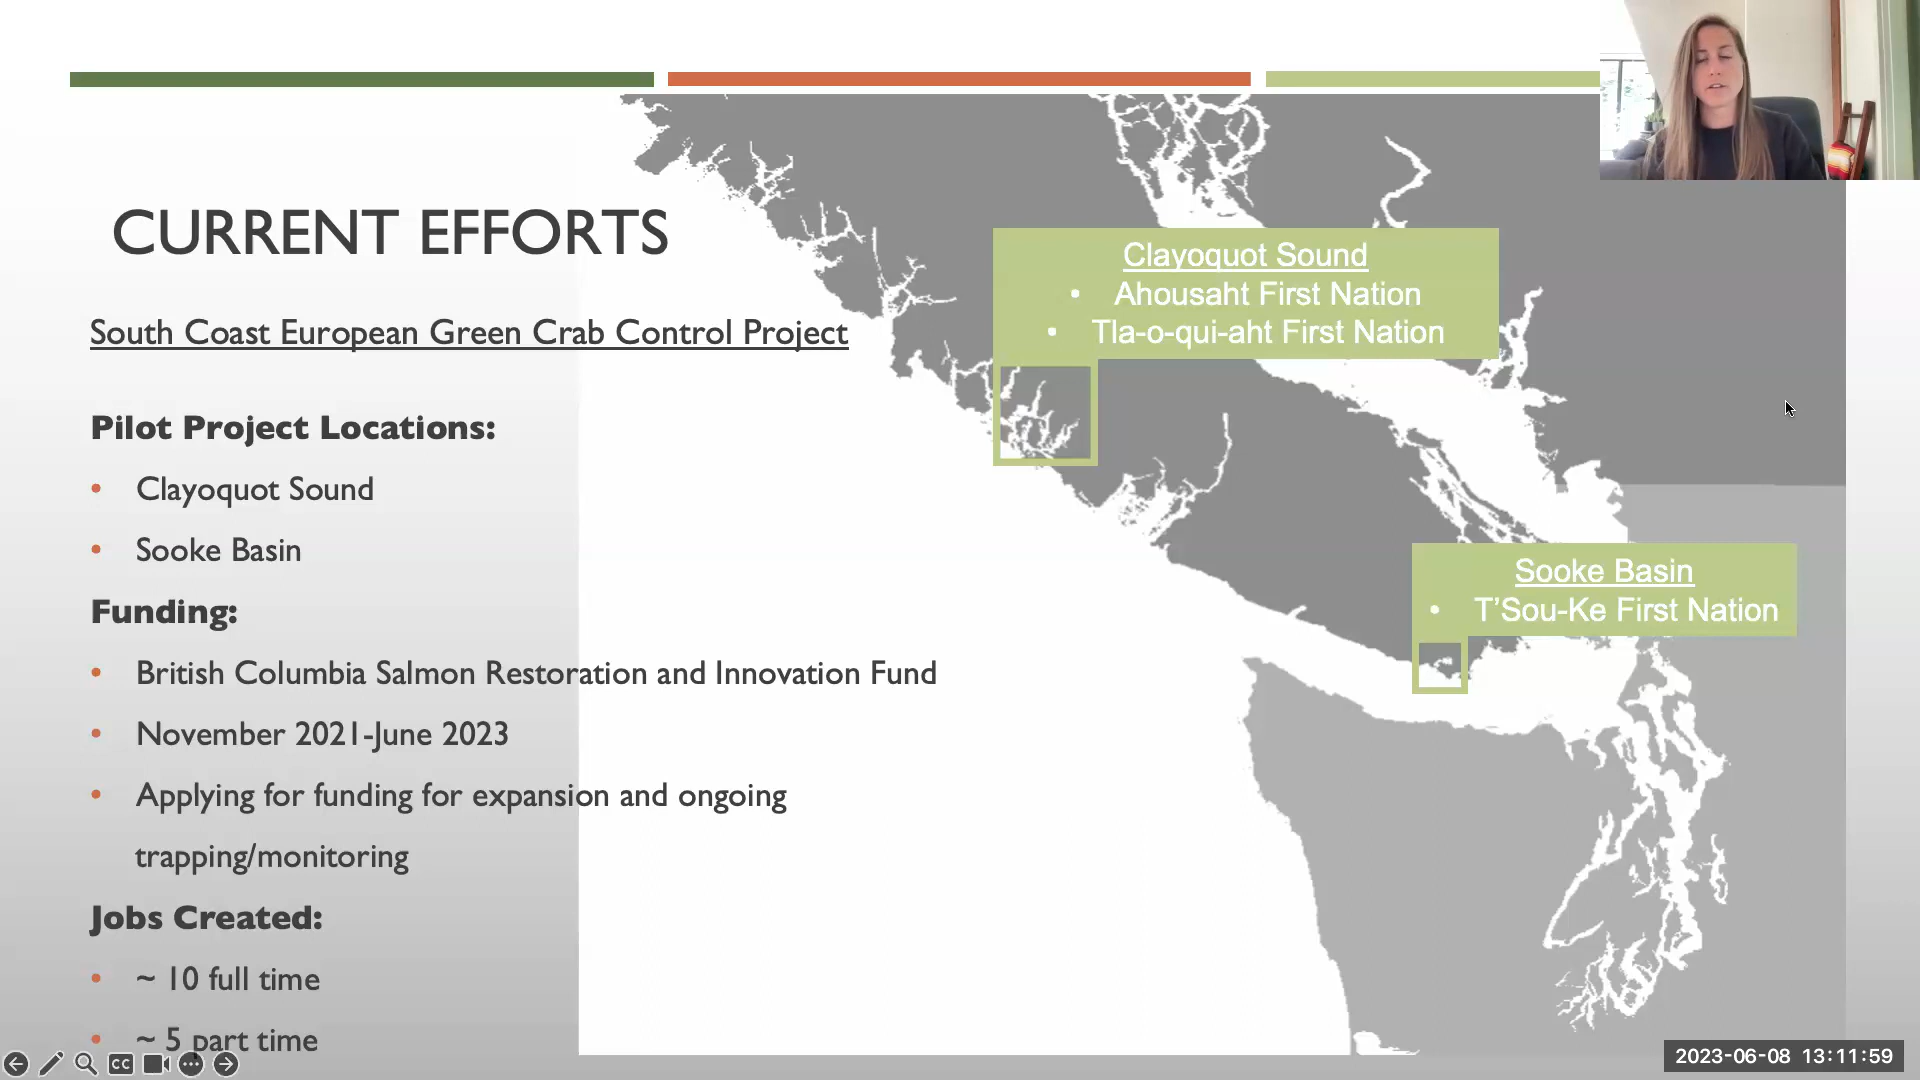 CURRENT EFFORTS
South Coast European Green Crab Control Project
Pilot Project Locations:
• Clayoquot Sound
• Sooke Basin
Funding:
• British Columbia Salmon Restoration and Innovation Fund
• November 2021-June 2023
• Applying for funding for expansion and ongoing
trapping/monitoring
Jobs Created:
• ~ 10 full time
• ~ 5 part time
Clayoquot Sound
• Ahousaht First Nation
• Tla-o-qui-aht First Nation
Sooke Basin
• T'Sou-Ke First Nation
CC
2023-06-08 13:11:59